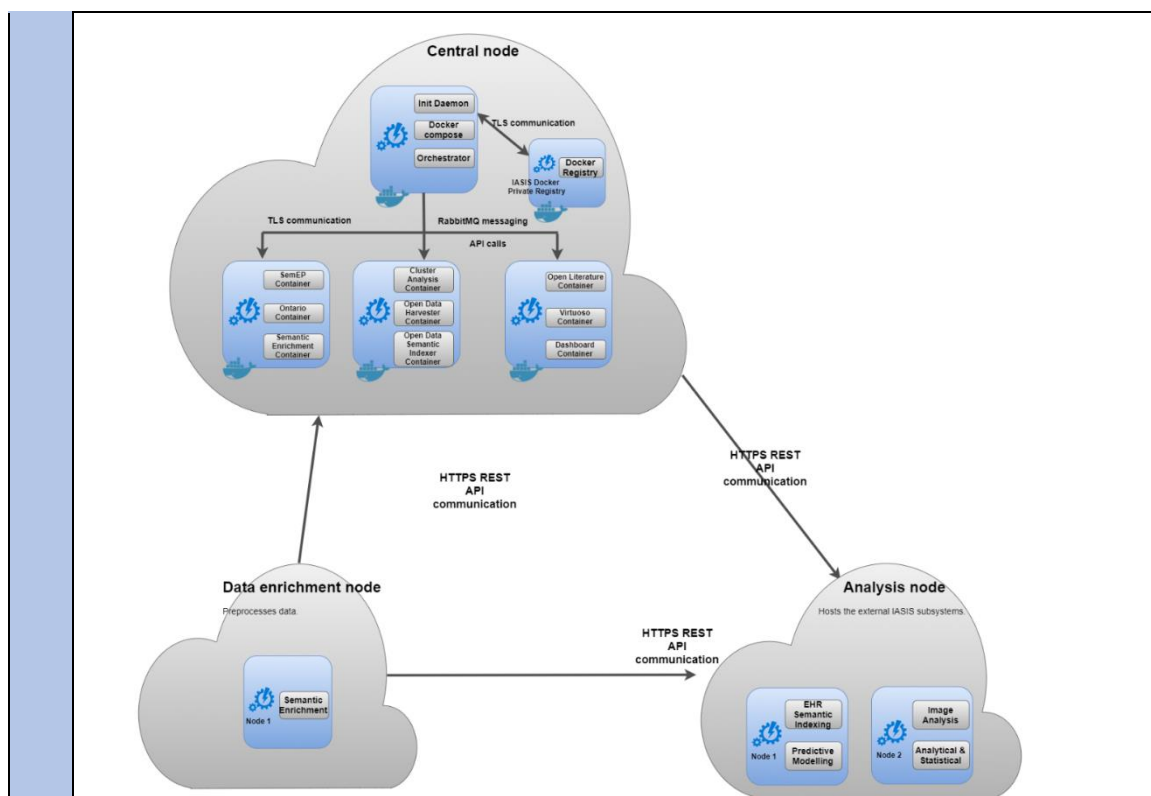 Central node
Init Daemon
Docker
compose
Orchestrator
TLS communication
Docker
Registry
IASIS Docker
Private Registry
TLS communication
RabbitMQ messaging
API calls
SemEP
Container
Ontario
Container
Semantic
Enrichment
Container
Cluster
Analysis
Container
Open Data
Harvester
Container
Open Data
Semantic
Indexer
Container
Open Literature
Container
Virtuoso
Container
Dashboard
Container
HTTPS REST
API
communication
HTTPS REST
API
communication
Data enrichment node
Preprocesses data.
Semantic
Enrichment
Node 1
HTTPS REST
API
communication
Analysis node
Hosts the external IASIS subsystems.
EHR
Semantic
Indexing
Predictive
Modelling
Node 1
Image
Analysis
Analytical &
Statistical
Node 2